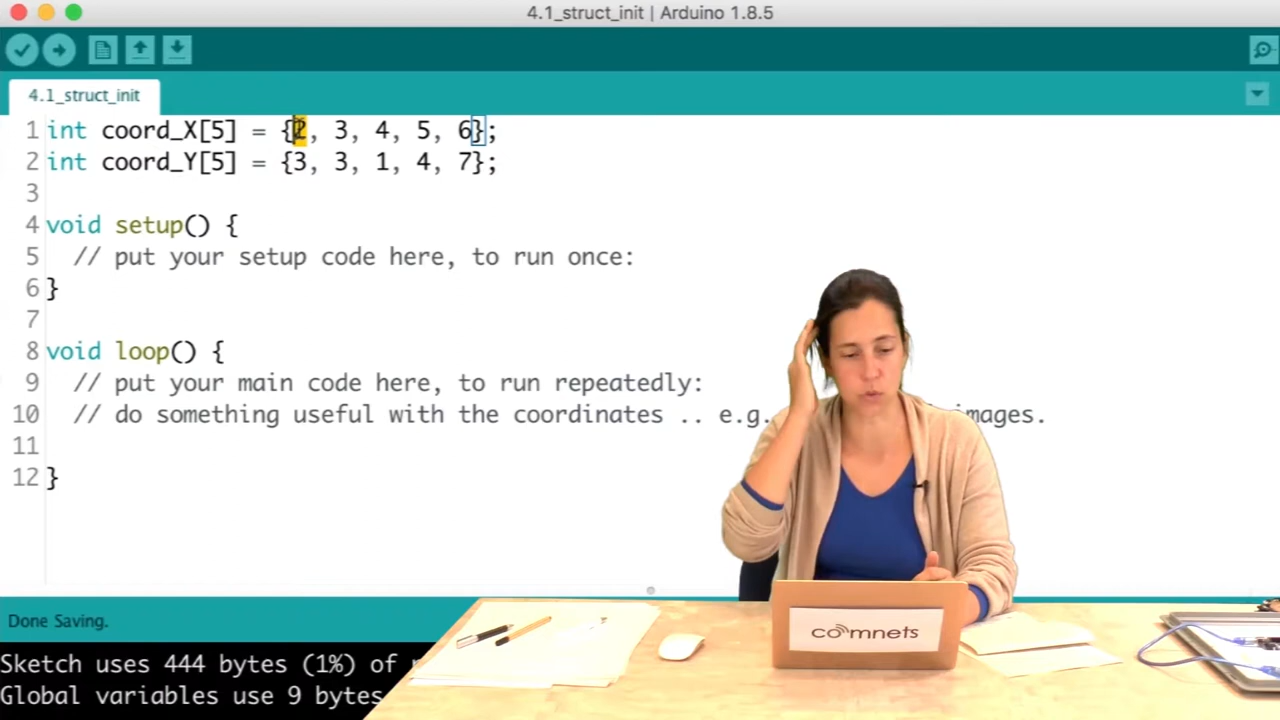 4.1_struct_init | Arduino 1.8.5
4.1_struct_init
1 int coord_X[5] = {2, 3, 4, 5, 6};
2 int coord_Y[5] = {3, 3, 1, 4, 7};
3
4 void setup() {
5 // put your setup code here, to run once:
6 }
7
8 void loop() {
9 // put your main code here, to run repeatedly:
10 // do something useful with the coordinates .. e.g. images.
11
12 }
Done Saving.
Sketch uses 444 bytes (1%) of
Global variables use 9 bytes
comnets